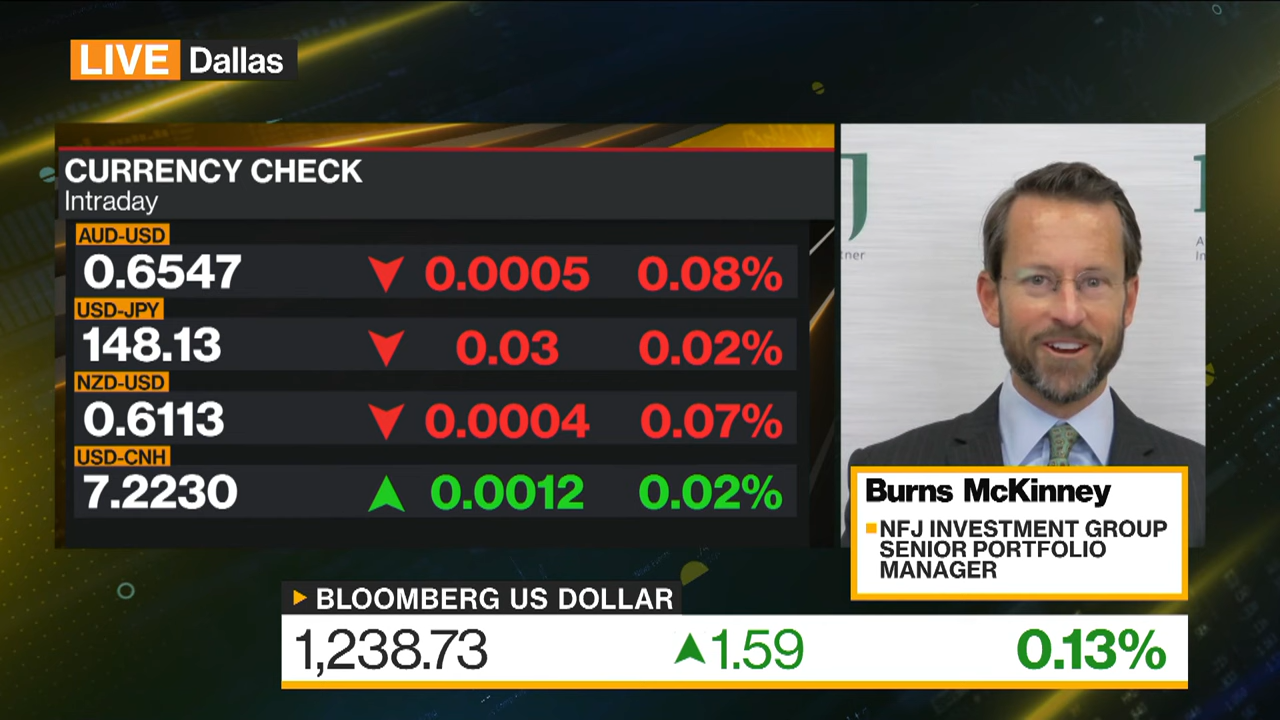 LIVE Dallas
CURRENCY CHECK
Intraday
AUD-USD
0.6547 ▼ 0.0005 0.08%
USD-JPY
148.13 ▼ 0.03 0.02%
NZD-USD
0.6113 ▼ 0.0004 0.07%
USD-CNH
7.2230 ▲ 0.0012 0.02%
J
tner
A
In
Burns McKinney
NFJ INVESTMENT GROUP
SENIOR PORTFOLIO
MANAGER
BLOOMBERG US DOLLAR
1,238.73 ▲1.59 0.13%